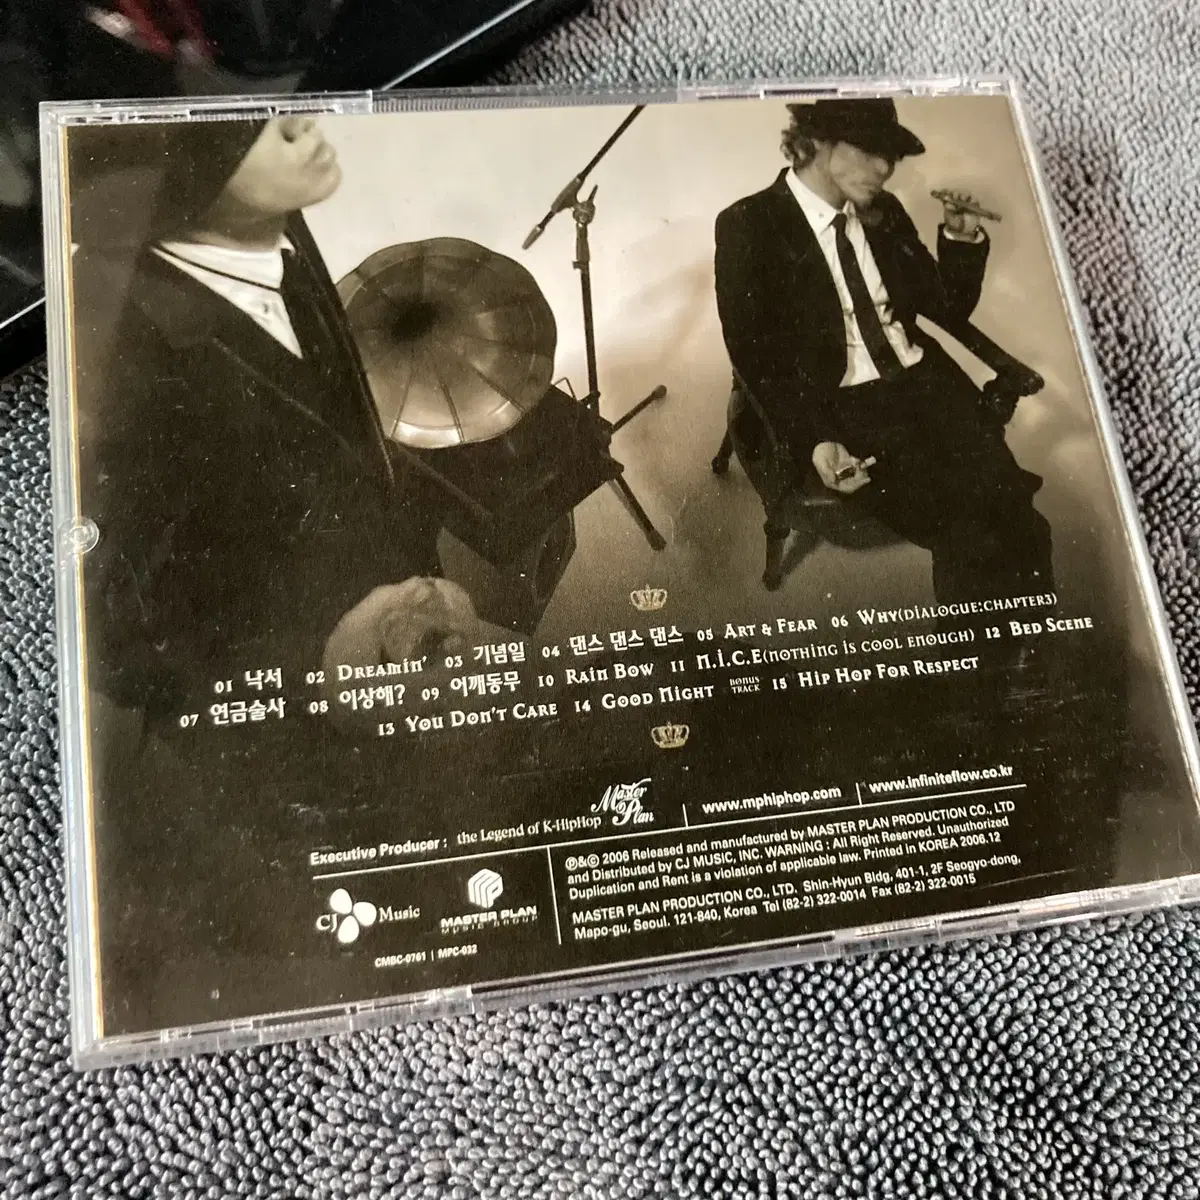 01 낙서 02 Dreamin' 03 기념일 04 댄스 댄스 댄스 05 Art & Fear 06 Why(dialogue:chapter3)
07 연금술사 08 이상해? 09 어깨동무 10 Rain Bow 11 N.I.C.E(nothing is cool enough) 12 Bed Scene
13 You Don't Care 14 Good Night BONUS TRACK 15 Hip Hop For Respect
Executive Producer : the Legend of K-HipHop Master Plan www.mphiphop.com www.infiniteflow.co.kr
℗&© 2006 Released and manufactured by MASTER PLAN PRODUCTION CO., LTD
and Distributed by CJ MUSIC, INC. WARNING : All Right Reserved. Unauthorized
Duplication and Rent is a violation of applicable law. Printed in KOREA 2006.12
MASTER PLAN PRODUCTION CO., LTD. Shin-Hyun Bldg, 401-1, 2F Seogyo-dong,
Mapo-gu, Seoul. 121-840, Korea Tel (82-2) 322-0014 Fax (82-2) 322-0015
CJ Music
MASTER PLAN
MUSIC GROUP
CMBC-0761 | MPC-032